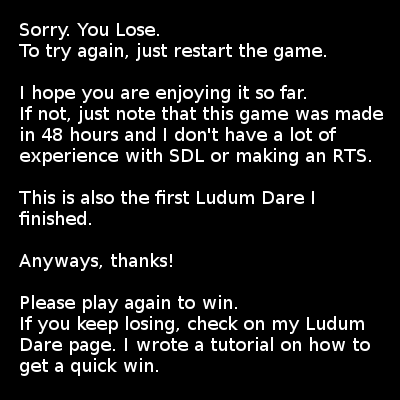 Sorry. You Lose.
To try again, just restart the game.
I hope you are enjoying it so far.
If not, just note that this game was made
in 48 hours and I don't have a lot of
experience with SDL or making an RTS.
This is also the first Ludum Dare I
finished.
Anyways, thanks!
Please play again to win.
If you keep losing, check on my Ludum
Dare page. I wrote a tutorial on how to
get a quick win.